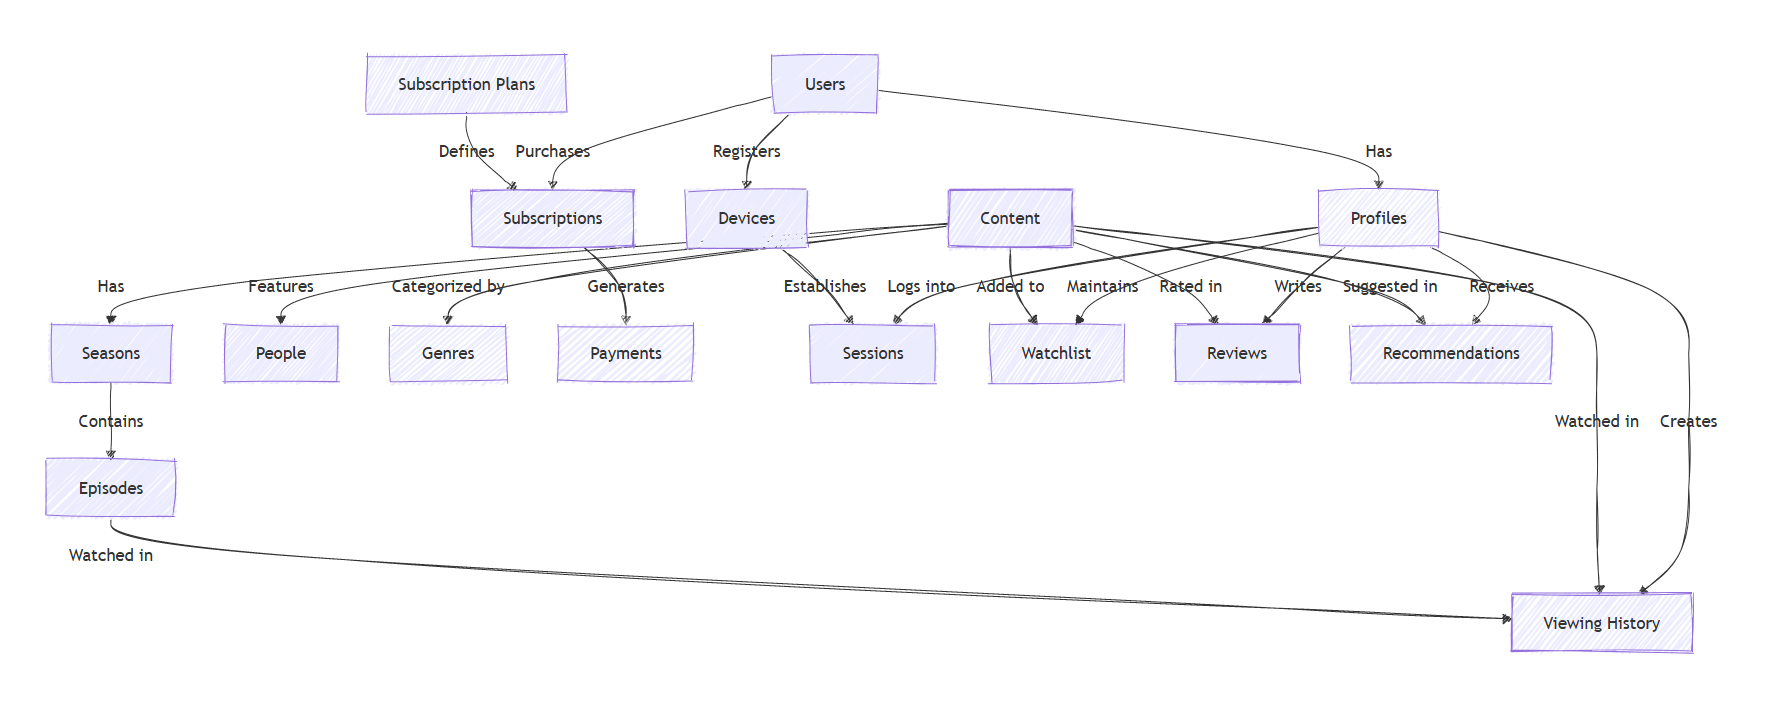 Subscription Plans
Users
Defines
Purchases
Registers
Has
Subscriptions
Devices
Content
Profiles
Has
Features
Categorized by
Generates
Establishes
Logs into
Added to
Maintains
Rated in
Writes
Suggested in
Receives
Seasons
People
Genres
Payments
Sessions
Watchlist
Reviews
Recommendations
Contains
Watched in
Creates
Episodes
Watched in
Viewing History